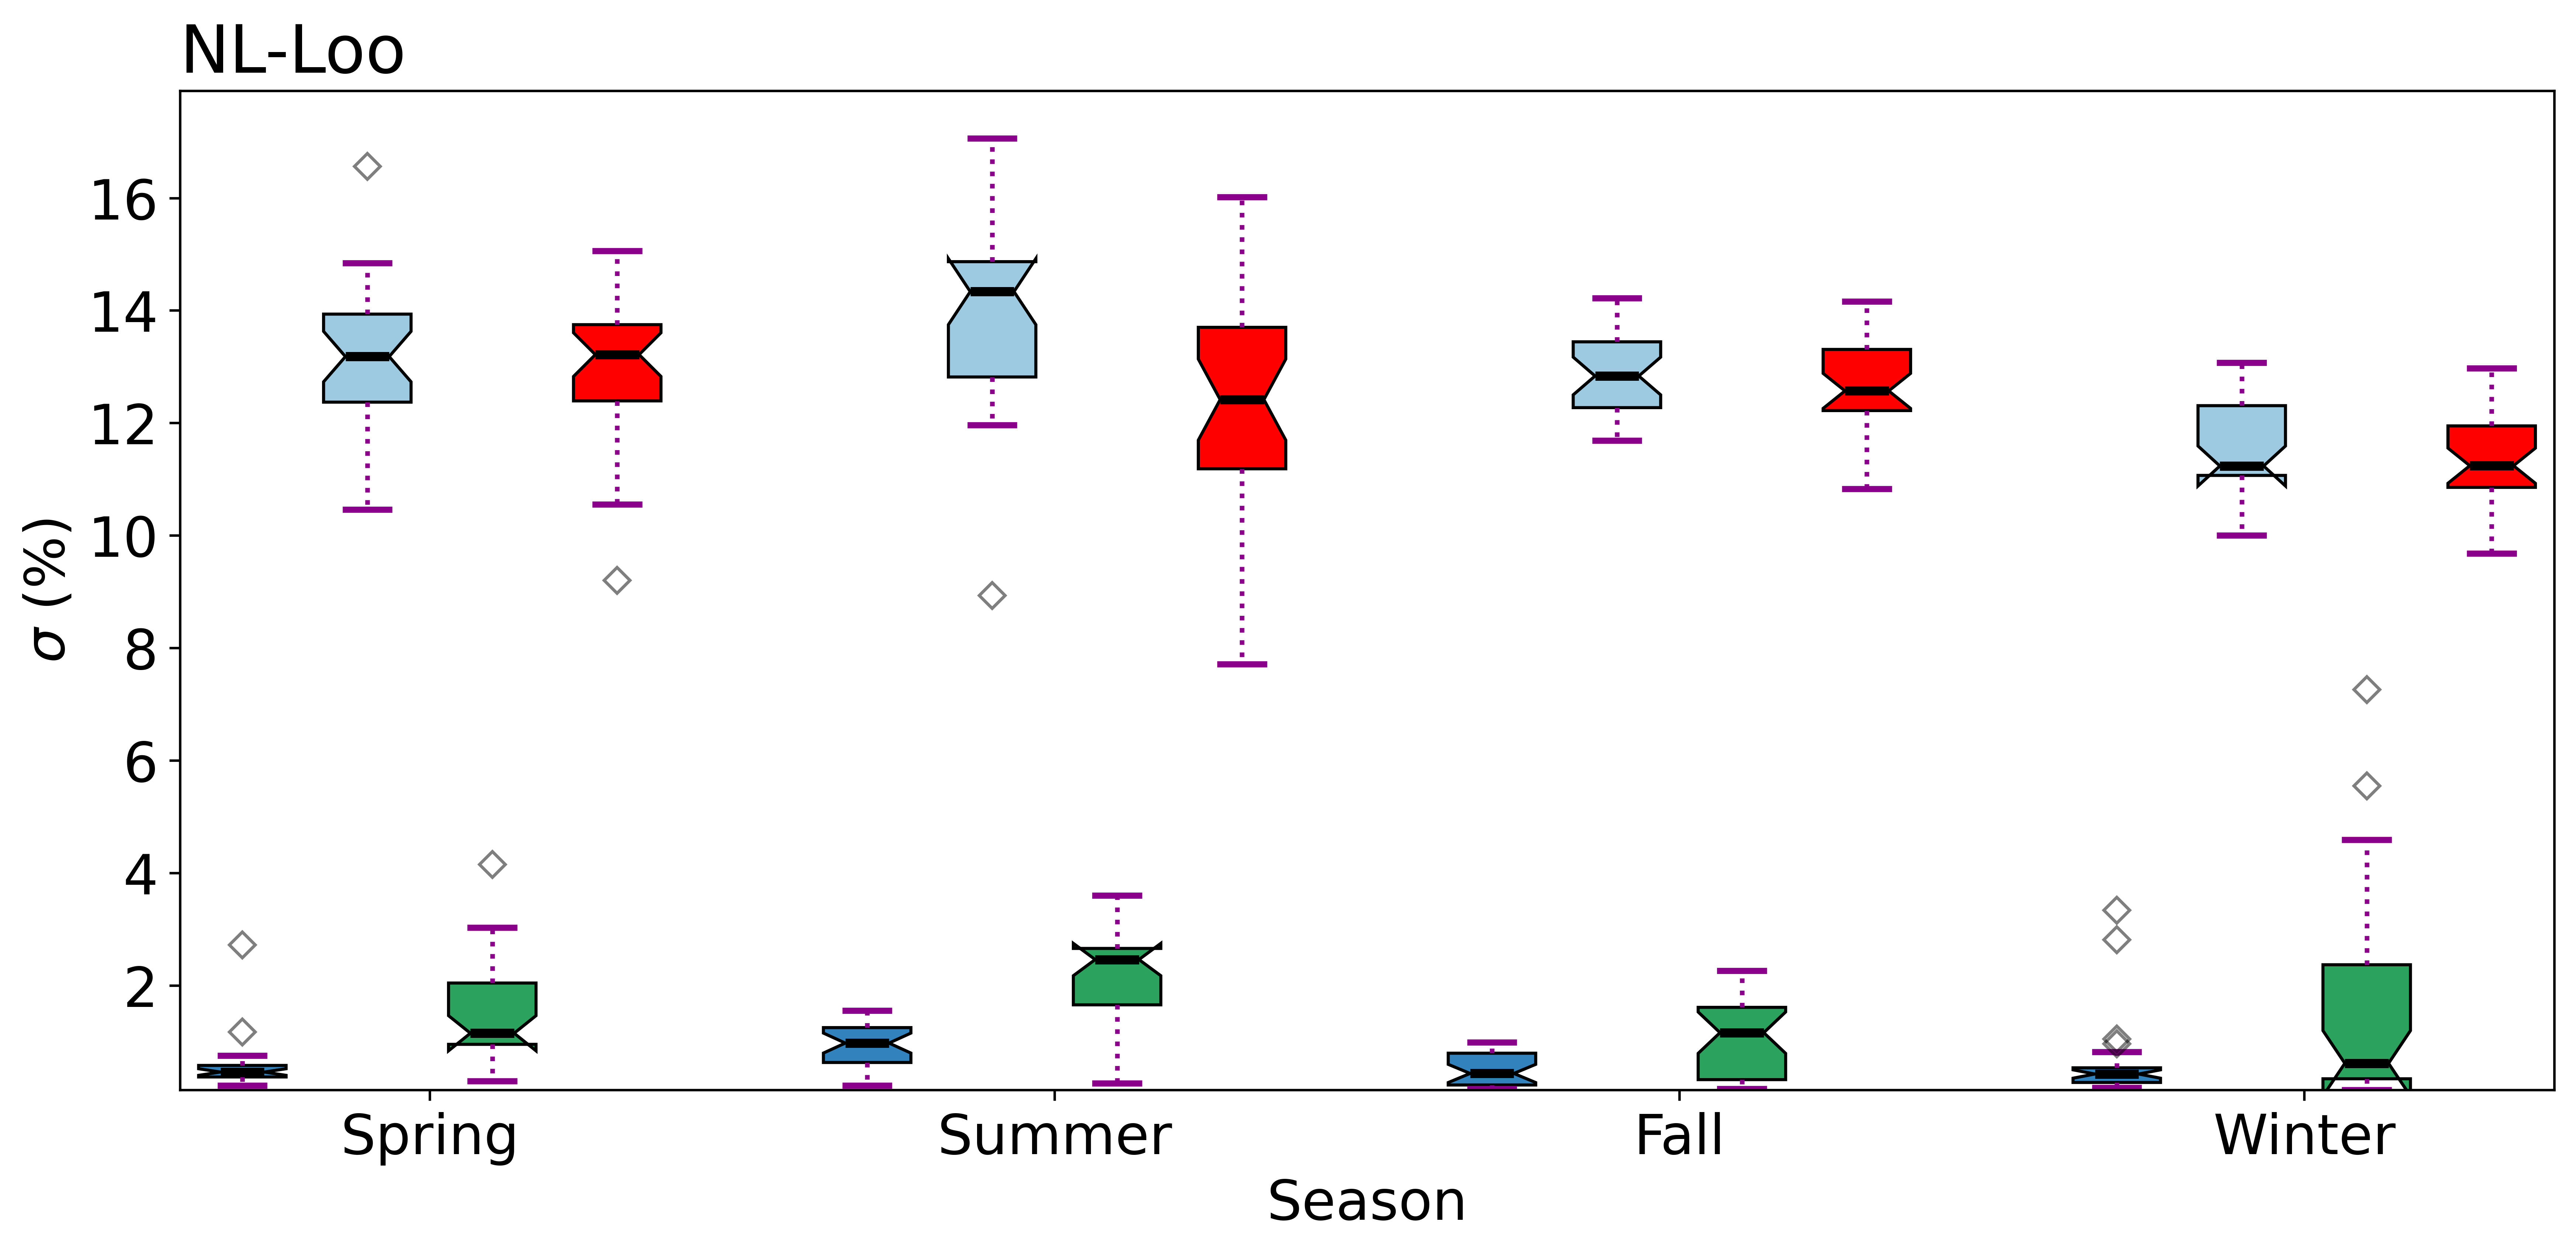 NL-Loo
16
14
12
10
8
6
4
2
σ (%)
Spring Summer Fall Winter
Season